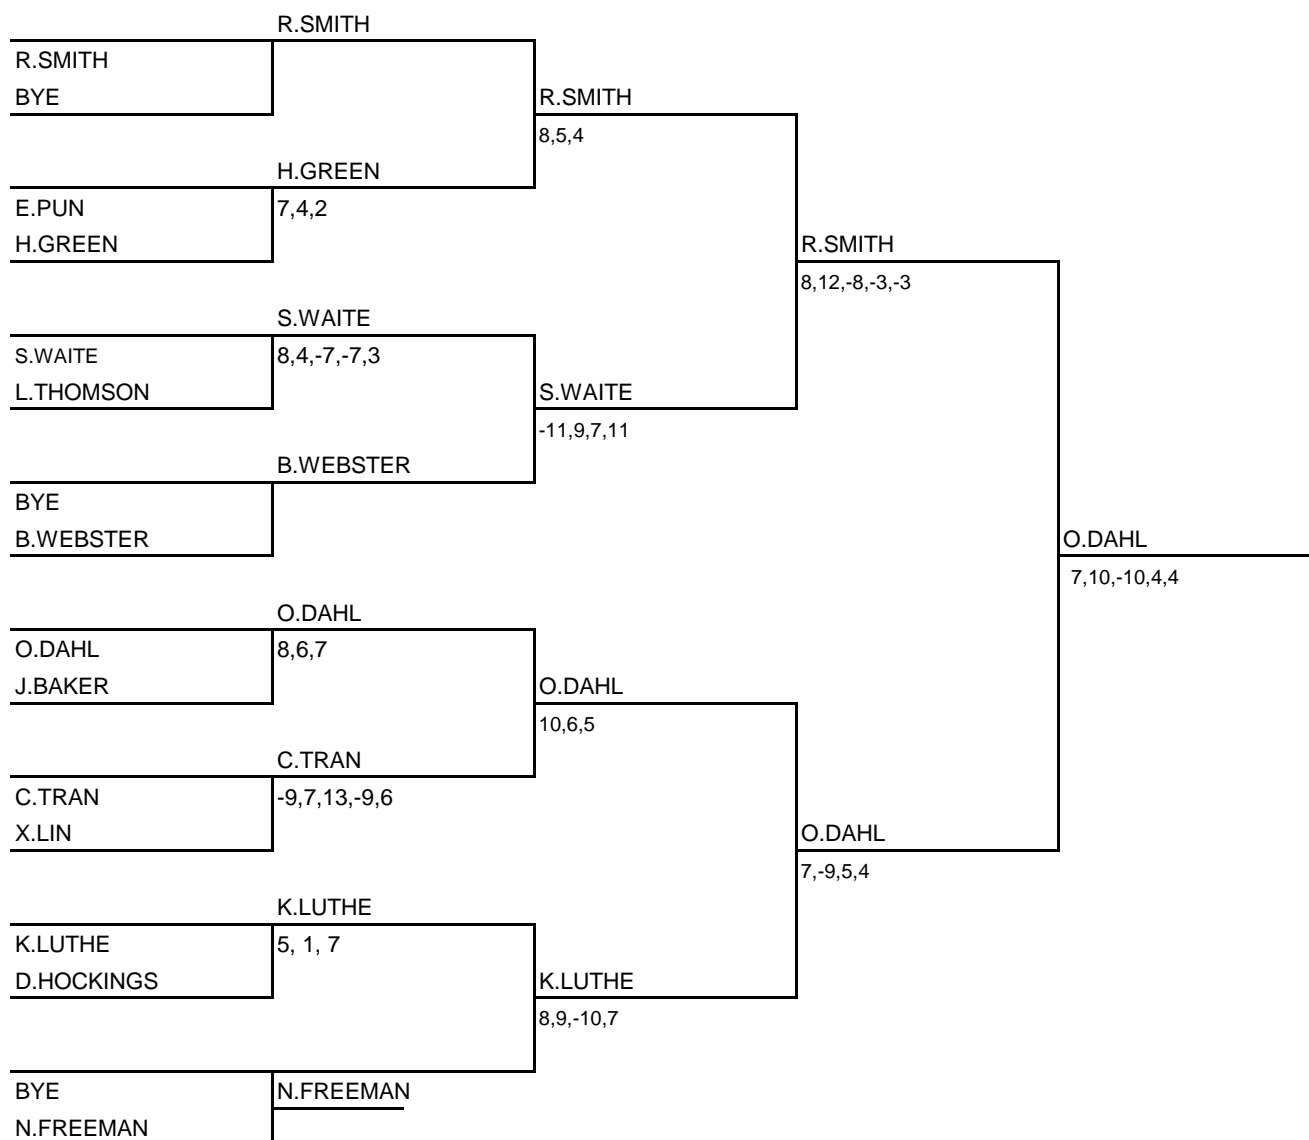 R.SMITH
R.SMITH
BYE
R.SMITH
8,5,4
H.GREEN
E.PUN
7,4,2
H.GREEN
R.SMITH
8,12,-8,-3,-3
S.WAITE
S.WAITE
8,4,-7,-7,3
L.THOMSON
S.WAITE
-11,9,7,11
B.WEBSTER
BYE
B.WEBSTER
O.DAHL
7,10,-10,4,4
O.DAHL
O.DAHL
8,6,7
J.BAKER
O.DAHL
10,6,5
C.TRAN
C.TRAN
-9,7,13,-9,6
X.LIN
O.DAHL
7,-9,5,4
K.LUTHE
K.LUTHE
5, 1, 7
D.HOCKINGS
K.LUTHE
8,9,-10,7
BYE
N.FREEMAN
N.FREEMAN